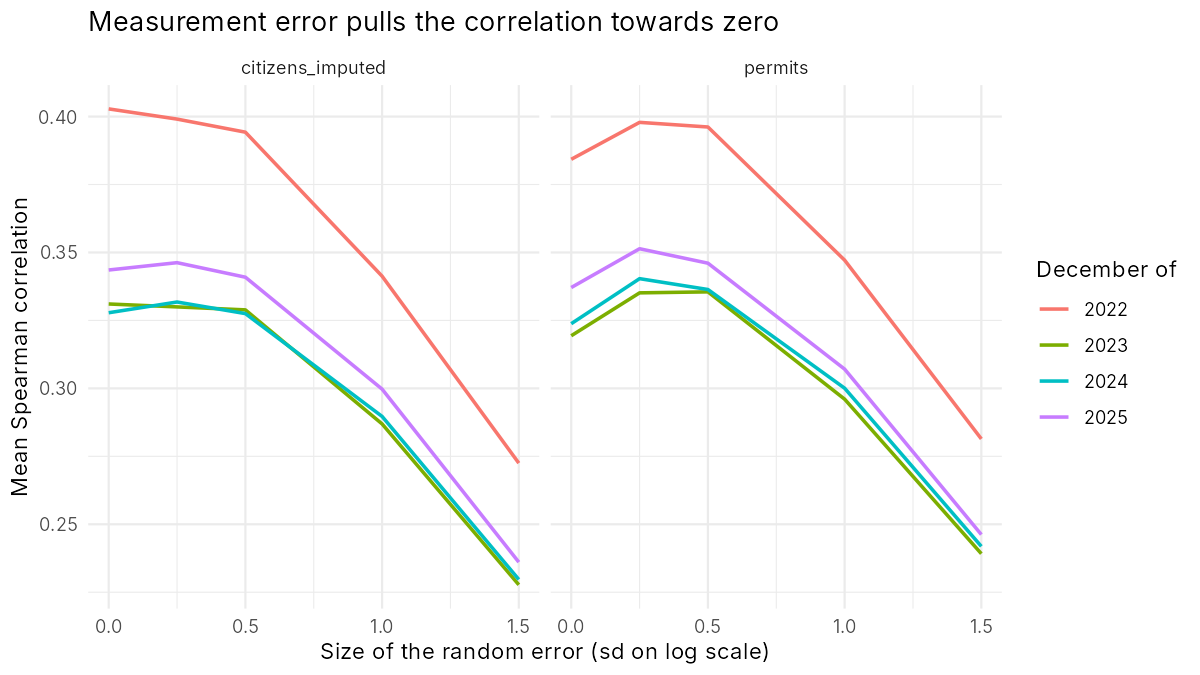 Measurement error pulls the correlation towards zero
citizens_imputed
permits
0.40
0.35
0.30
0.25
Mean Spearman correlation
0.0 0.5 1.0 1.5
0.0 0.5 1.0 1.5
Size of the random error (sd on log scale)
December of
2022
2023
2024
2025